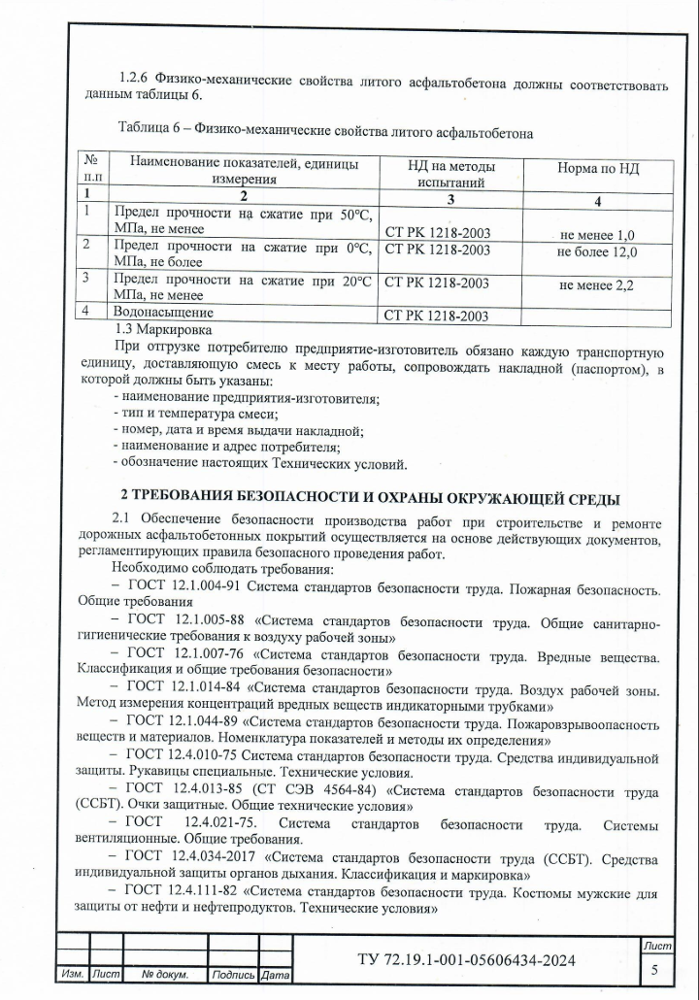 1.2.6 Физико-механические свойства литого асфальтобетона должны соответствовать
данным таблицы 6.
Таблица 6 – Физико-механические свойства литого асфальтобетона
№ п.п
Наименование показателей, единицы измерения
НД на методы испытаний
Норма по НД
1 2 3 4
1 Предел прочности на сжатие при 50°С,
МПа, не менее СТ РК 1218-2003 не менее 1,0
2 Предел прочности на сжатие при 0°С, СТ РК 1218-2003 не более 12,0
МПа, не более
3 Предел прочности на сжатие при 20°С СТ РК 1218-2003 не менее 2,2
МПа, не менее
4 Водонасыщение СТ РК 1218-2003
1.3 Маркировка
При отгрузке потребителю предприятие-изготовитель обязано каждую транспортную
единицу, доставляющую смесь к месту работы, сопровождать накладной (паспортом), в
которой должны быть указаны:
- наименование предприятия-изготовителя;
- тип и температура смеси;
- номер, дата и время выдачи накладной;
- наименование и адрес потребителя;
- обозначение настоящих Технических условий.
2 ТРЕБОВАНИЯ БЕЗОПАСНОСТИ И ОХРАНЫ ОКРУЖАЮЩЕЙ СРЕДЫ
2.1 Обеспечение безопасности производства работ при строительстве и ремонте
дорожных асфальтобетонных покрытий осуществляется на основе действующих документов,
регламентирующих правила безопасного проведения работ.
Необходимо соблюдать требования:
– ГОСТ 12.1.004-91 Система стандартов безопасности труда. Пожарная безопасность.
Общие требования
– ГОСТ 12.1.005-88 «Система стандартов безопасности труда. Общие санитарно-
гигиенические требования к воздуху рабочей зоны»
– ГОСТ 12.1.007-76 «Система стандартов безопасности труда. Вредные вещества.
Классификация и общие требования безопасности»
– ГОСТ 12.1.014-84 «Система стандартов безопасности труда. Воздух рабочей зоны.
Метод измерения концентраций вредных веществ индикаторными трубками»
– ГОСТ 12.1.044-89 «Система стандартов безопасности труда. Пожаровзрывоопасность
веществ и материалов. Номенклатура показателей и методы их определения»
– ГОСТ 12.4.010-75 Система стандартов безопасности труда. Средства индивидуальной
защиты. Рукавицы специальные. Технические условия.
– ГОСТ 12.4.013-85 (СТ СЭВ 4564-84) «Система стандартов безопасности труда
(ССБТ). Очки защитные. Общие технические условия»
– ГОСТ 12.4.021-75. Система стандартов безопасности труда. Системы
вентиляционные. Общие требования.
– ГОСТ 12.4.034-2017 «Система стандартов безопасности труда (ССБТ). Средства
индивидуальной защиты органов дыхания. Классификация и маркировка»
– ГОСТ 12.4.111-82 «Система стандартов безопасности труда. Костюмы мужские для
защиты от нефти и нефтепродуктов. Технические условия»
Изм. Лист № докум. Подпись Дата
ТУ 72.19.1-001-05606434-2024
Лист
5